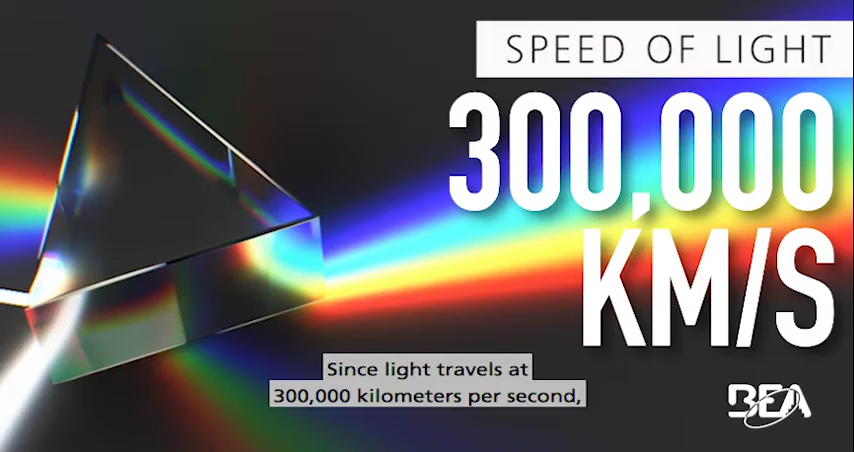 SPEED OF LIGHT
300,000
KM/S
Since light travels at
300,000 kilometers per second,
BEA